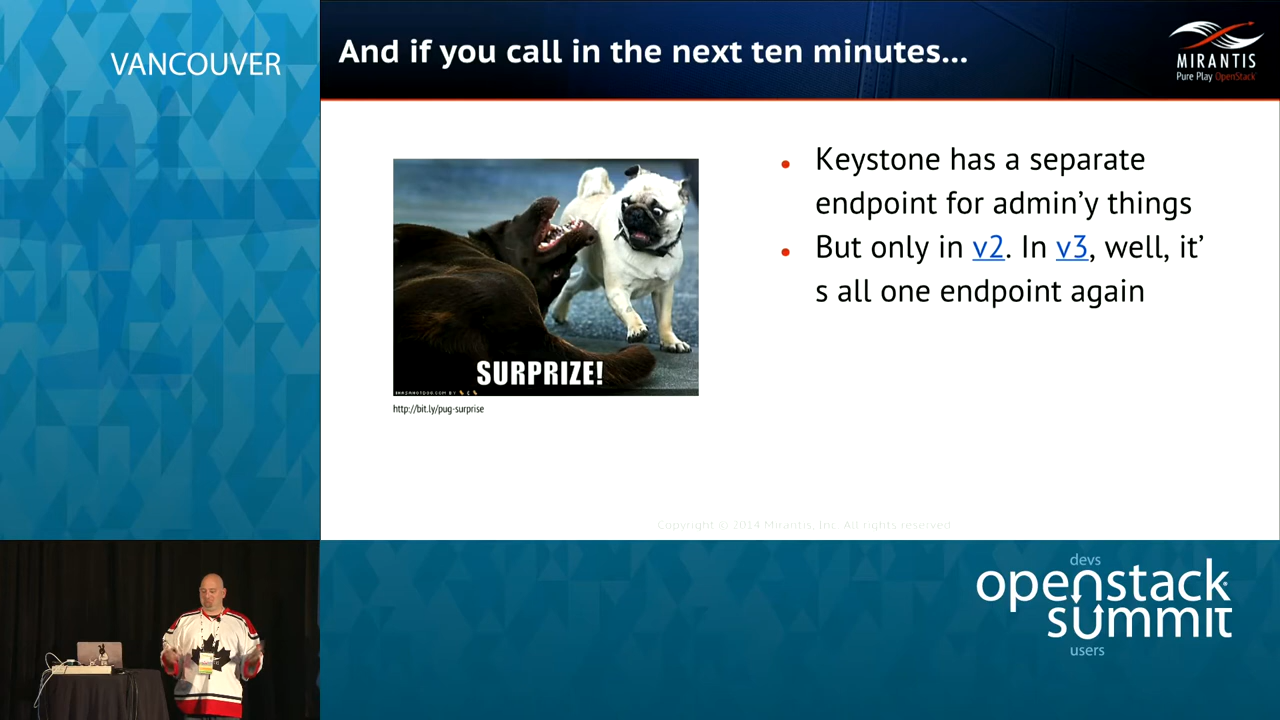 VANCOUVER
And if you call in the next ten minutes...
MIRANTIS
Pure Play OpenStack
Keystone has a separate
endpoint for admin'y things
But only in v2. In v3, well, it'
s all one endpoint again
SURPRIZE!
http://bit.ly/pug-surprise
Copyright © 2014 Mirantis, Inc. All rights reserved
devs
openstack
summit
users